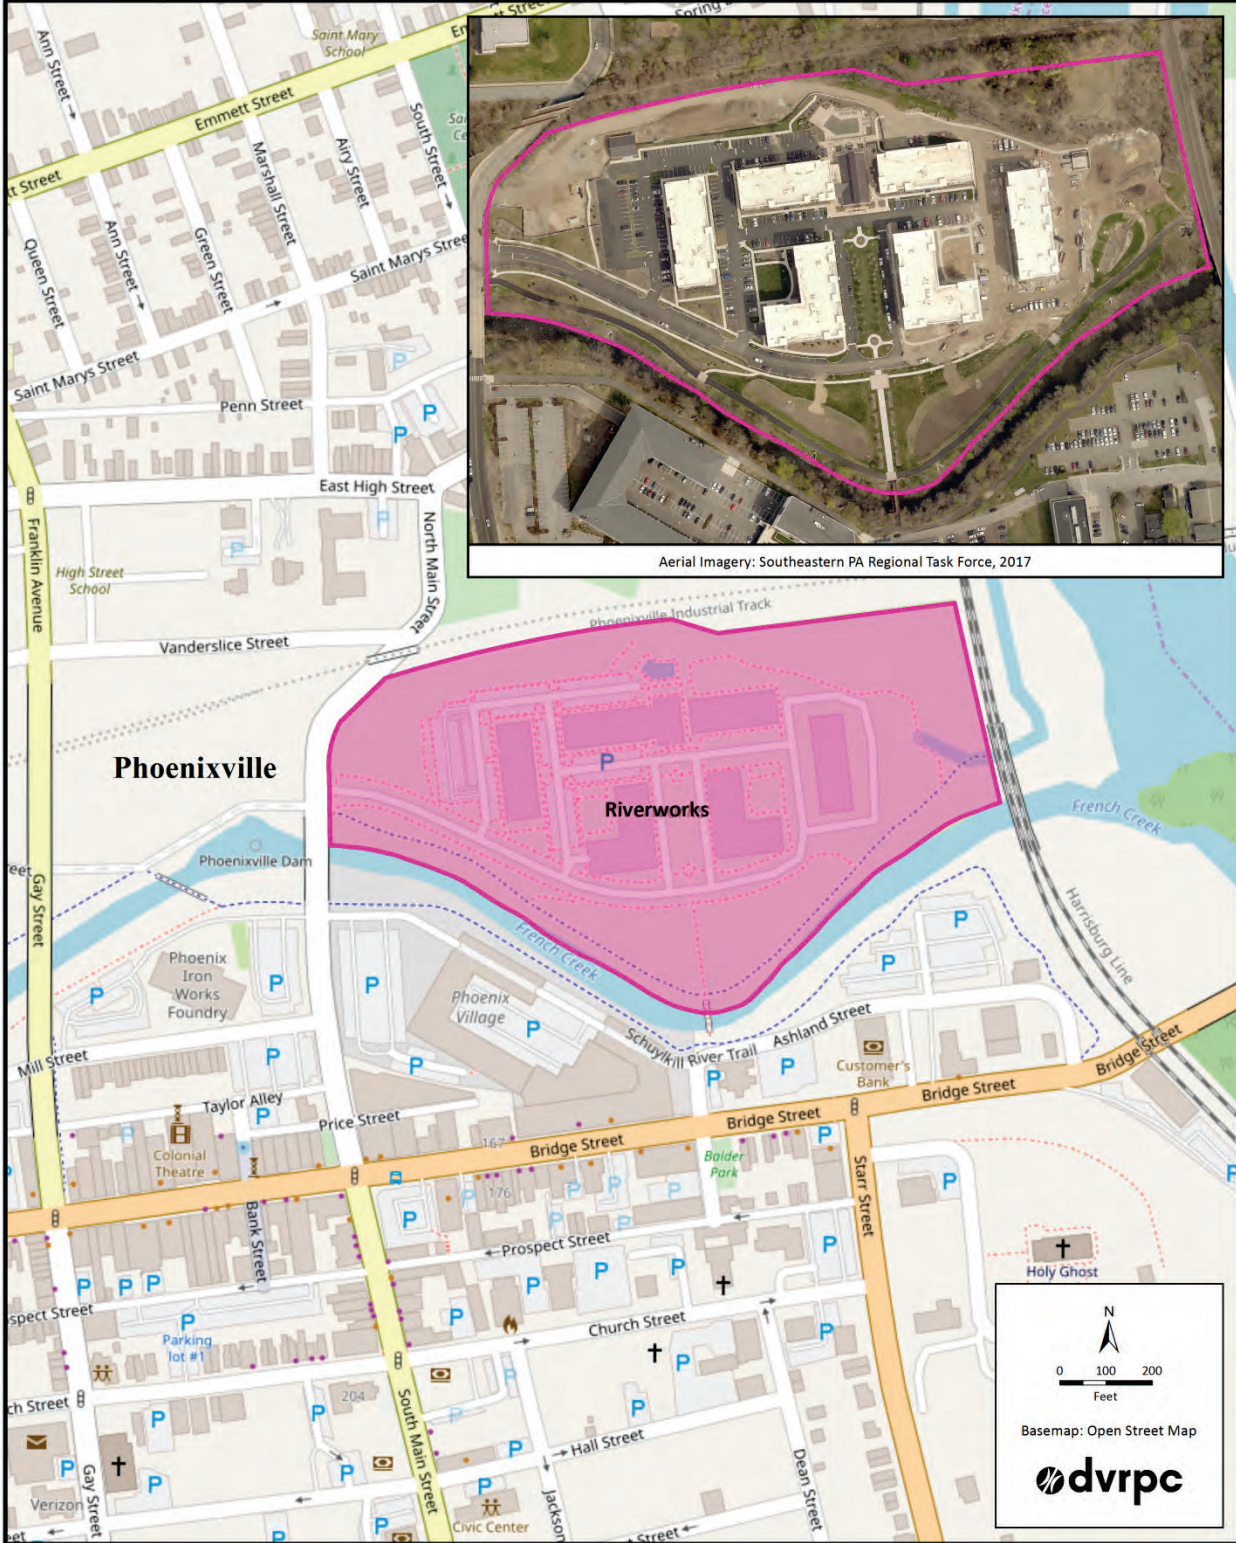 Ann Street
Saint Mary
School
Emmett Street
South Street
Airy Street
Marshall Street
Green Street
Ann Street
Queen Street
Saint Marys Street
Penn Street
P
P
East High Street
North Main Street
P
High Street
School
Franklin Avenue
Vanderslice Street
Aerial Imagery: Southeastern PA Regional Task Force, 2017
Phoenixville Industrial Track
Phoenixville
P
Riverworks
French Creek
Phoenixville Dam
Gay Street
Harrisburg Line
French Creek
Phoenix
Iron
Works
Foundry
P
P
P
Phoenix
Village
P
P
P
Mill Street
P
P
Schuylkill River Trail
Ashland Street
P
P
Customer's
Bank
Bridge Street
Bridge Street
Bridge Street
Bridge Street
Taylor Alley
P
Price Street
Colonial
Theatre
P
167
176
Balder
Park
P
Starr Street
P
P
P
P
P
P
P
Bank Street
Prospect Street
P
Holy Ghost
P
P
P
P
P
P
spect Street
P
Parking
lot #1
P
Church Street
P
P
ch Street
204
P
P
P
P
P
South Main Street
Hall Street
P
P
P
Dean Street
Gay Street
Verizon
Jackson
Civic Center
P
P
N
0 100 200
Feet
Basemap: Open Street Map
dvrpc